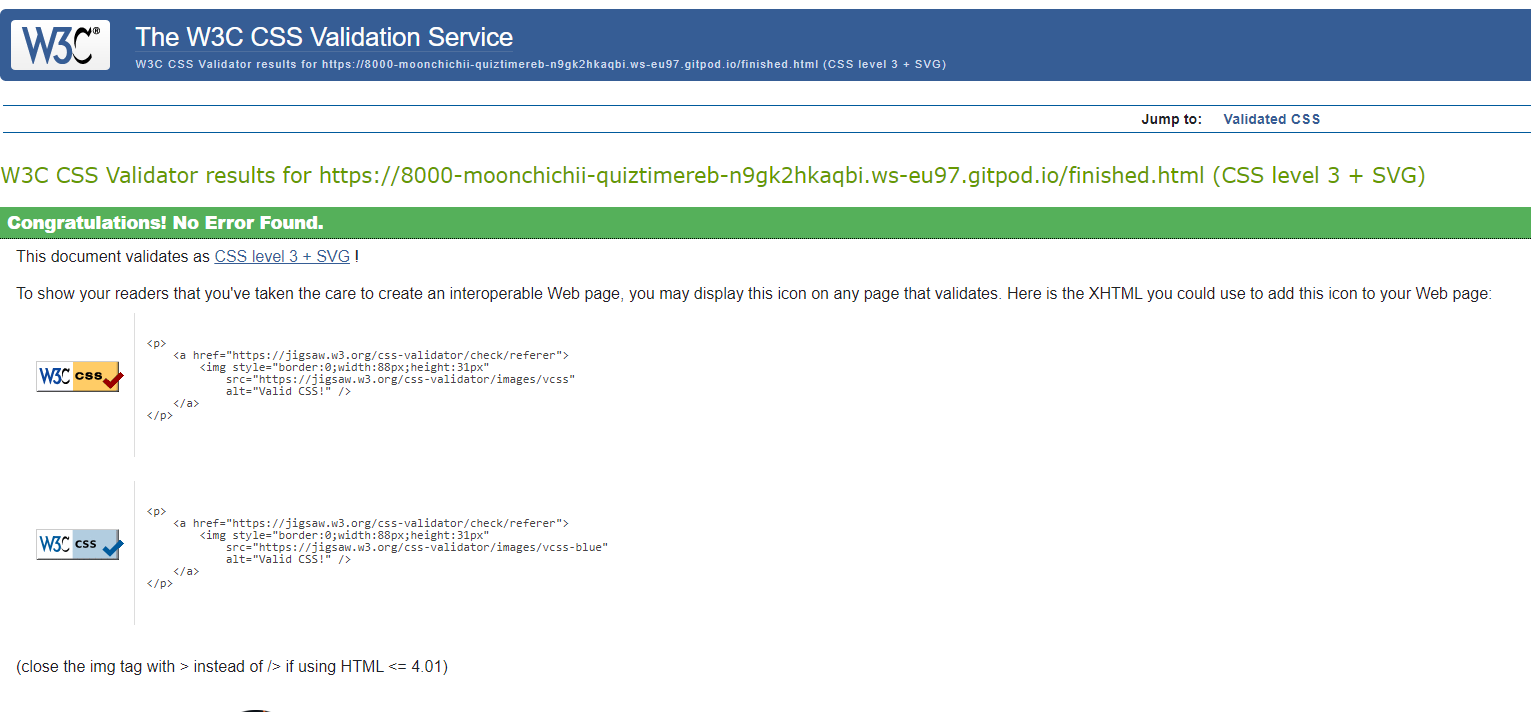 W3C®
The W3C CSS Validation Service
W3C CSS Validator results for https://8000-moonchichii-quiztimereb-n9gk2hkaqbi.ws-eu97.gitpod.io/finished.html (CSS level 3 + SVG)
Jump to: Validated CSS
W3C CSS Validator results for https://8000-moonchichii-quiztimereb-n9gk2hkaqbi.ws-eu97.gitpod.io/finished.html (CSS level 3 + SVG)
Congratulations! No Error Found.
This document validates as CSS level 3 + SVG !
To show your readers that you've taken the care to create an interoperable Web page, you may display this icon on any page that validates. Here is the XHTML you could use to add this icon to your Web page:
W3C css
<p>
<a href="https://jigsaw.w3.org/css-validator/check/referer">
<img style="border:0;width:88px;height:31px"
src="https://jigsaw.w3.org/css-validator/images/vcss"
alt="Valid CSS!" />
</a>
</p>
W3C css
<p>
<a href="https://jigsaw.w3.org/css-validator/check/referer">
<img style="border:0;width:88px;height:31px"
src="https://jigsaw.w3.org/css-validator/images/vcss-blue"
alt="Valid CSS!" />
</a>
</p>
(close the img tag with > instead of /> if using HTML <= 4.01)